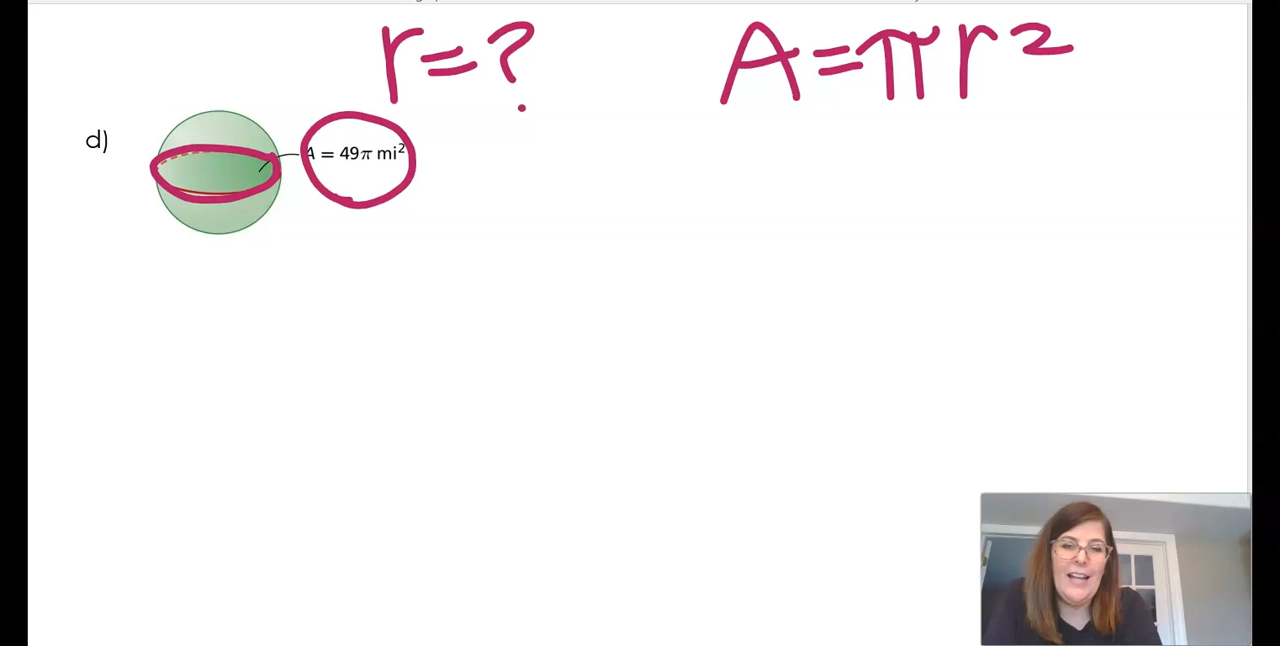 r=? A=πr²
d) A = 49π mi²